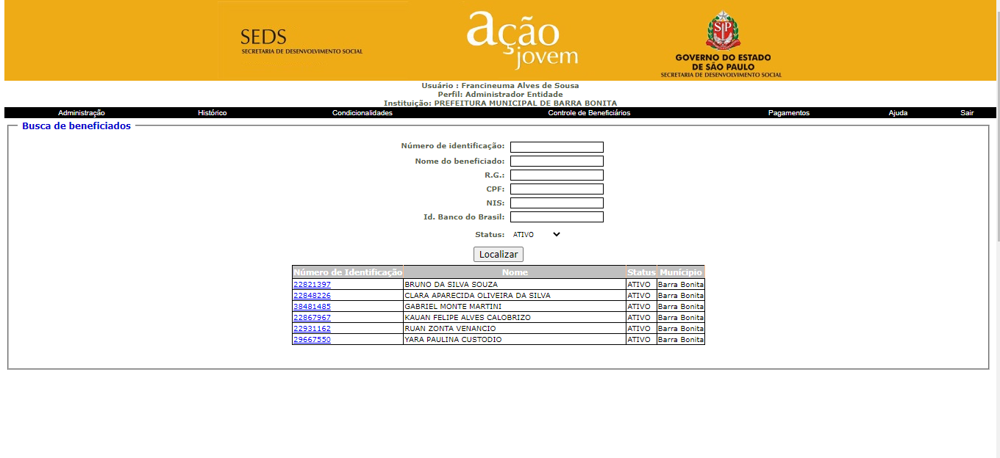 SEDS
SECRETARIA DE DESENVOLVIMENTO SOCIAL
ação
jovem
SP
GOVERNO DO ESTADO
DE SÃO PAULO
SECRETARIA DE DESENVOLVIMENTO SOCIAL
Usuário : Francineuma Alves de Sousa
Perfil: Administrador Entidade
Instituição: PREFEITURA MUNICIPAL DE BARRA BONITA
Administração Histórico Condicionalidades Controle de Beneficiários Pagamentos Ajuda Sair
Busca de beneficiados
Número de identificação:
Nome do beneficiado:
R.G.:
CPF:
NIS:
Id. Banco do Brasil:
Status: ATIVO
Localizar
Número de Identificação Nome Status Munícipio
22821397 BRUNO DA SILVA SOUZA ATIVO Barra Bonita
22848226 CLARA APARECIDA OLIVEIRA DA SILVA ATIVO Barra Bonita
38481485 GABRIEL MONTE MARTINI ATIVO Barra Bonita
22867967 KAUAN FELIPE ALVES CALOBRIZO ATIVO Barra Bonita
22931162 RUAN ZONTA VENANCIO ATIVO Barra Bonita
29667550 YARA PAULINA CUSTODIO ATIVO Barra Bonita